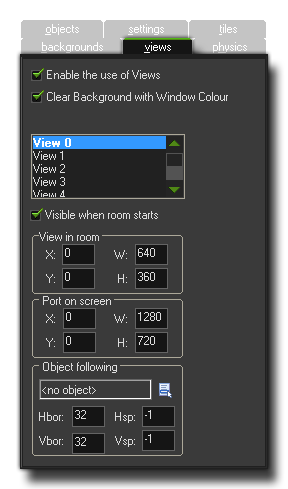 objects settings tiles
backgrounds views physics
Enable the use of Views
Clear Background with Window Colour
View 0
View 1
View 2
View 3
View 4
Visible when room starts
View in room
X: 0 W: 640
Y: 0 H: 360
Port on screen
X: 0 W: 1280
Y: 0 H: 720
Object following
<no object>
Hbor: 32 Hsp: -1
Vbor: 32 Vsp: -1